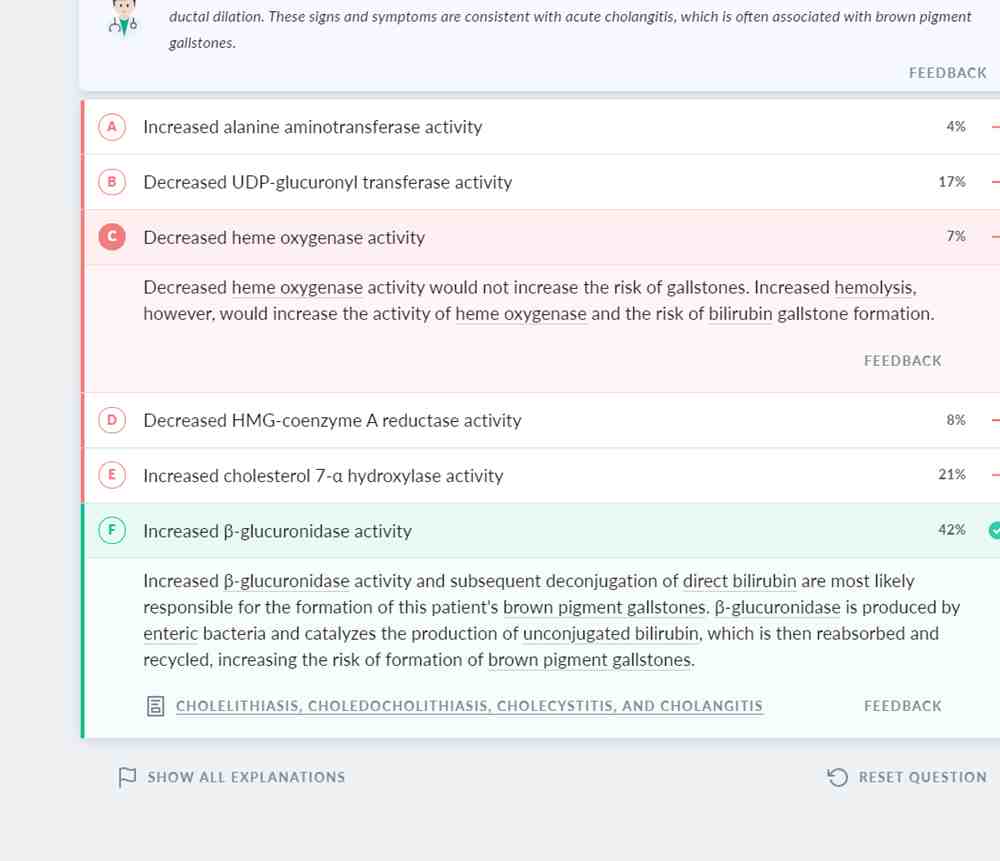 ductal dilation. These signs and symptoms are consistent with acute cholangitis, which is often associated with brown pigment
gallstones.
FEEDBACK
A Increased alanine aminotransferase activity 4%
B Decreased UDP-glucuronyl transferase activity 17%
C Decreased heme oxygenase activity 7%
Decreased heme oxygenase activity would not increase the risk of gallstones. Increased hemolysis,
however, would increase the activity of heme oxygenase and the risk of bilirubin gallstone formation.
FEEDBACK
D Decreased HMG-coenzyme A reductase activity 8%
E Increased cholesterol 7-α hydroxylase activity 21%
F Increased β-glucuronidase activity 42%
Increased β-glucuronidase activity and subsequent deconjugation of direct bilirubin are most likely
responsible for the formation of this patient's brown pigment gallstones. β-glucuronidase is produced by
enteric bacteria and catalyzes the production of unconjugated bilirubin, which is then reabsorbed and
recycled, increasing the risk of formation of brown pigment gallstones.
CHOLELITHIASIS, CHOLEDOCHOLITHIASIS, CHOLECYSTITIS, AND CHOLANGITIS FEEDBACK
SHOW ALL EXPLANATIONS RESET QUESTION